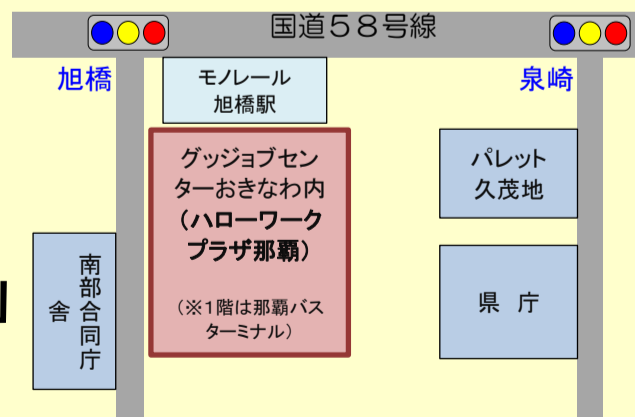 国道５８号線
旭橋
泉崎
モノレール
旭橋駅
グッジョブセン
ターおきなわ内
（ハローワーク
プラザ那覇）
（※１階は那覇バス
ターミナル）
パレット
久茂地
南部合同庁
舎
県 庁